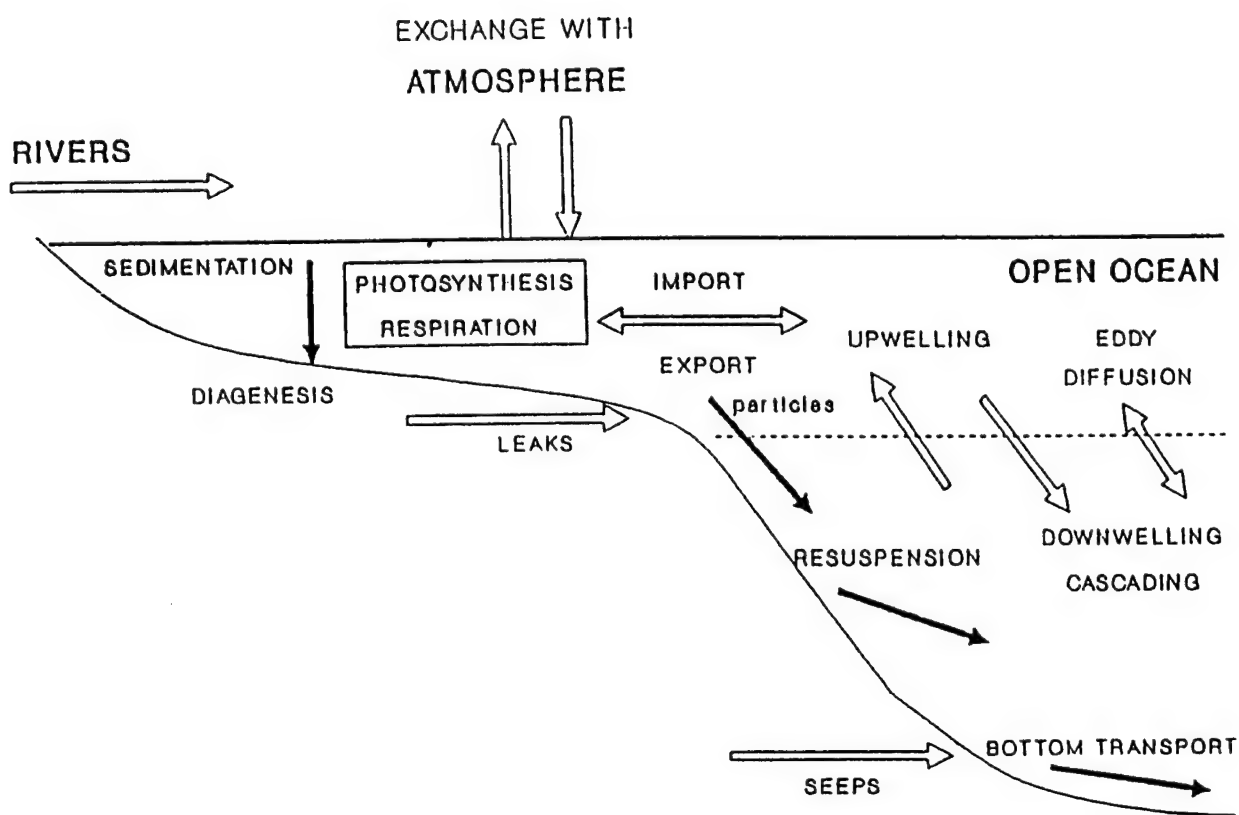 EXCHANGE WITH
ATMOSPHERE
RIVERS
SEDIMENTATION
PHOTOSYNTHESIS
RESPIRATION
IMPORT
OPEN OCEAN
UPWELLING
EDDY
DIFFUSION
EXPORT
particles
DIAGENESIS
LEAKS
RESUSPENSION
DOWNWELLING
CASCADING
BOTTOM TRANSPORT
SEEPS